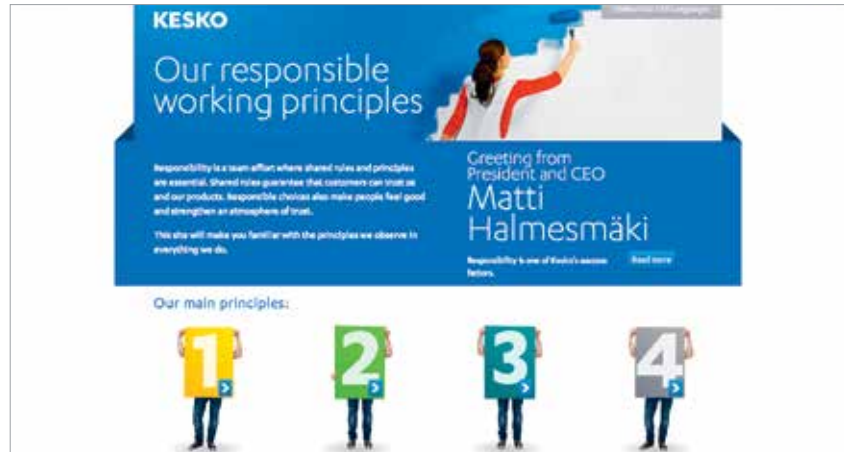 KESKO
Our responsible
working principles
Responsibility is a team effort where shared rules and principles
are essential. Shared rules guarantee that customers can trust us
and our products. Responsible choices also make people feel good
and strengthen an atmosphere of trust.
This site will make you familiar with the principles we observe in
everything we do.
Greeting from
President and CEO
Matti
Halmesmäki
Responsibility is one of Kesko's success
factors.
Read more
Our main principles:
1
2
3
4